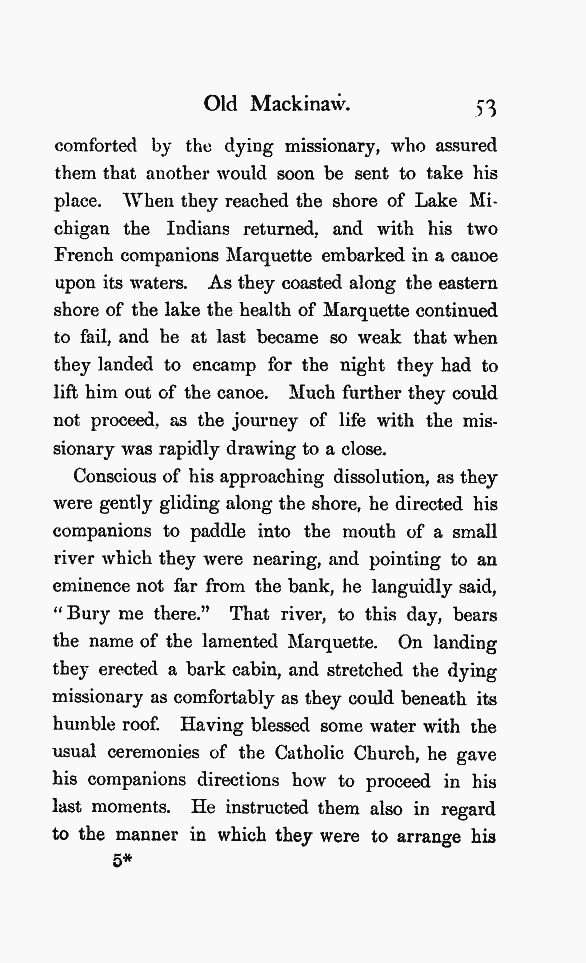 Old Mackinaw. 53
comforted by the dying missionary, who assured
them that another would soon be sent to take his
place. When they reached the shore of Lake Mi-
chigan the Indians returned, and with his two
French companions Marquette embarked in a canoe
upon its waters. As they coasted along the eastern
shore of the lake the health of Marquette continued
to fail, and he at last became so weak that when
they landed to encamp for the night they had to
lift him out of the canoe. Much further they could
not proceed, as the journey of life with the mis-
sionary was rapidly drawing to a close.
Conscious of his approaching dissolution, as they
were gently gliding along the shore, he directed his
companions to paddle into the mouth of a small
river which they were nearing, and pointing to an
eminence not far from the bank, he languidly said,
“Bury me there.” That river, to this day, bears
the name of the lamented Marquette. On landing
they erected a bark cabin, and stretched the dying
missionary as comfortably as they could beneath its
humble roof. Having blessed some water with the
usual ceremonies of the Catholic Church, he gave
his companions directions how to proceed in his
last moments. He instructed them also in regard
to the manner in which they were to arrange his
5*